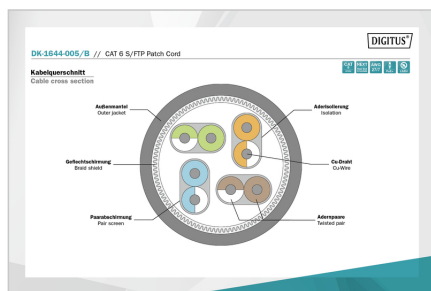 DIGITUS®
DK-1644-005/B // CAT 6 S/FTP Patch Cord
Kabelquerschnitt
Cable cross section
Außenmantel
Outer jacket
Aderisolierung
Isolation
Geflechtschirmung
Braid shield
Cu-Draht
Cu-Wire
Paarabschirmung
Pair screen
Adernpaare
Twisted pair